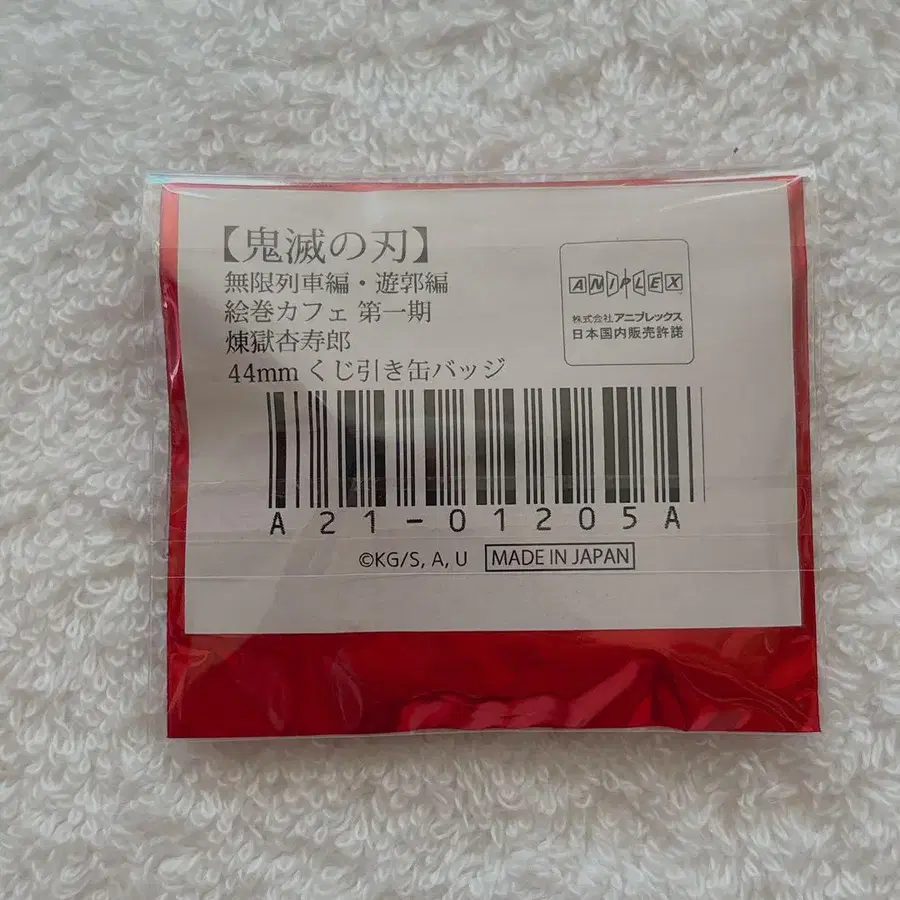 【鬼滅の刃】
無限列車編・遊郭編
絵巻カフェ 第一期
煉獄杏寿郎
44mm くじ引き缶バッジ
ANIPLEX
株式会社アニプレックス
日本国内販売許諾
A21-01205A
©KG/S, A, U MADE IN JAPAN